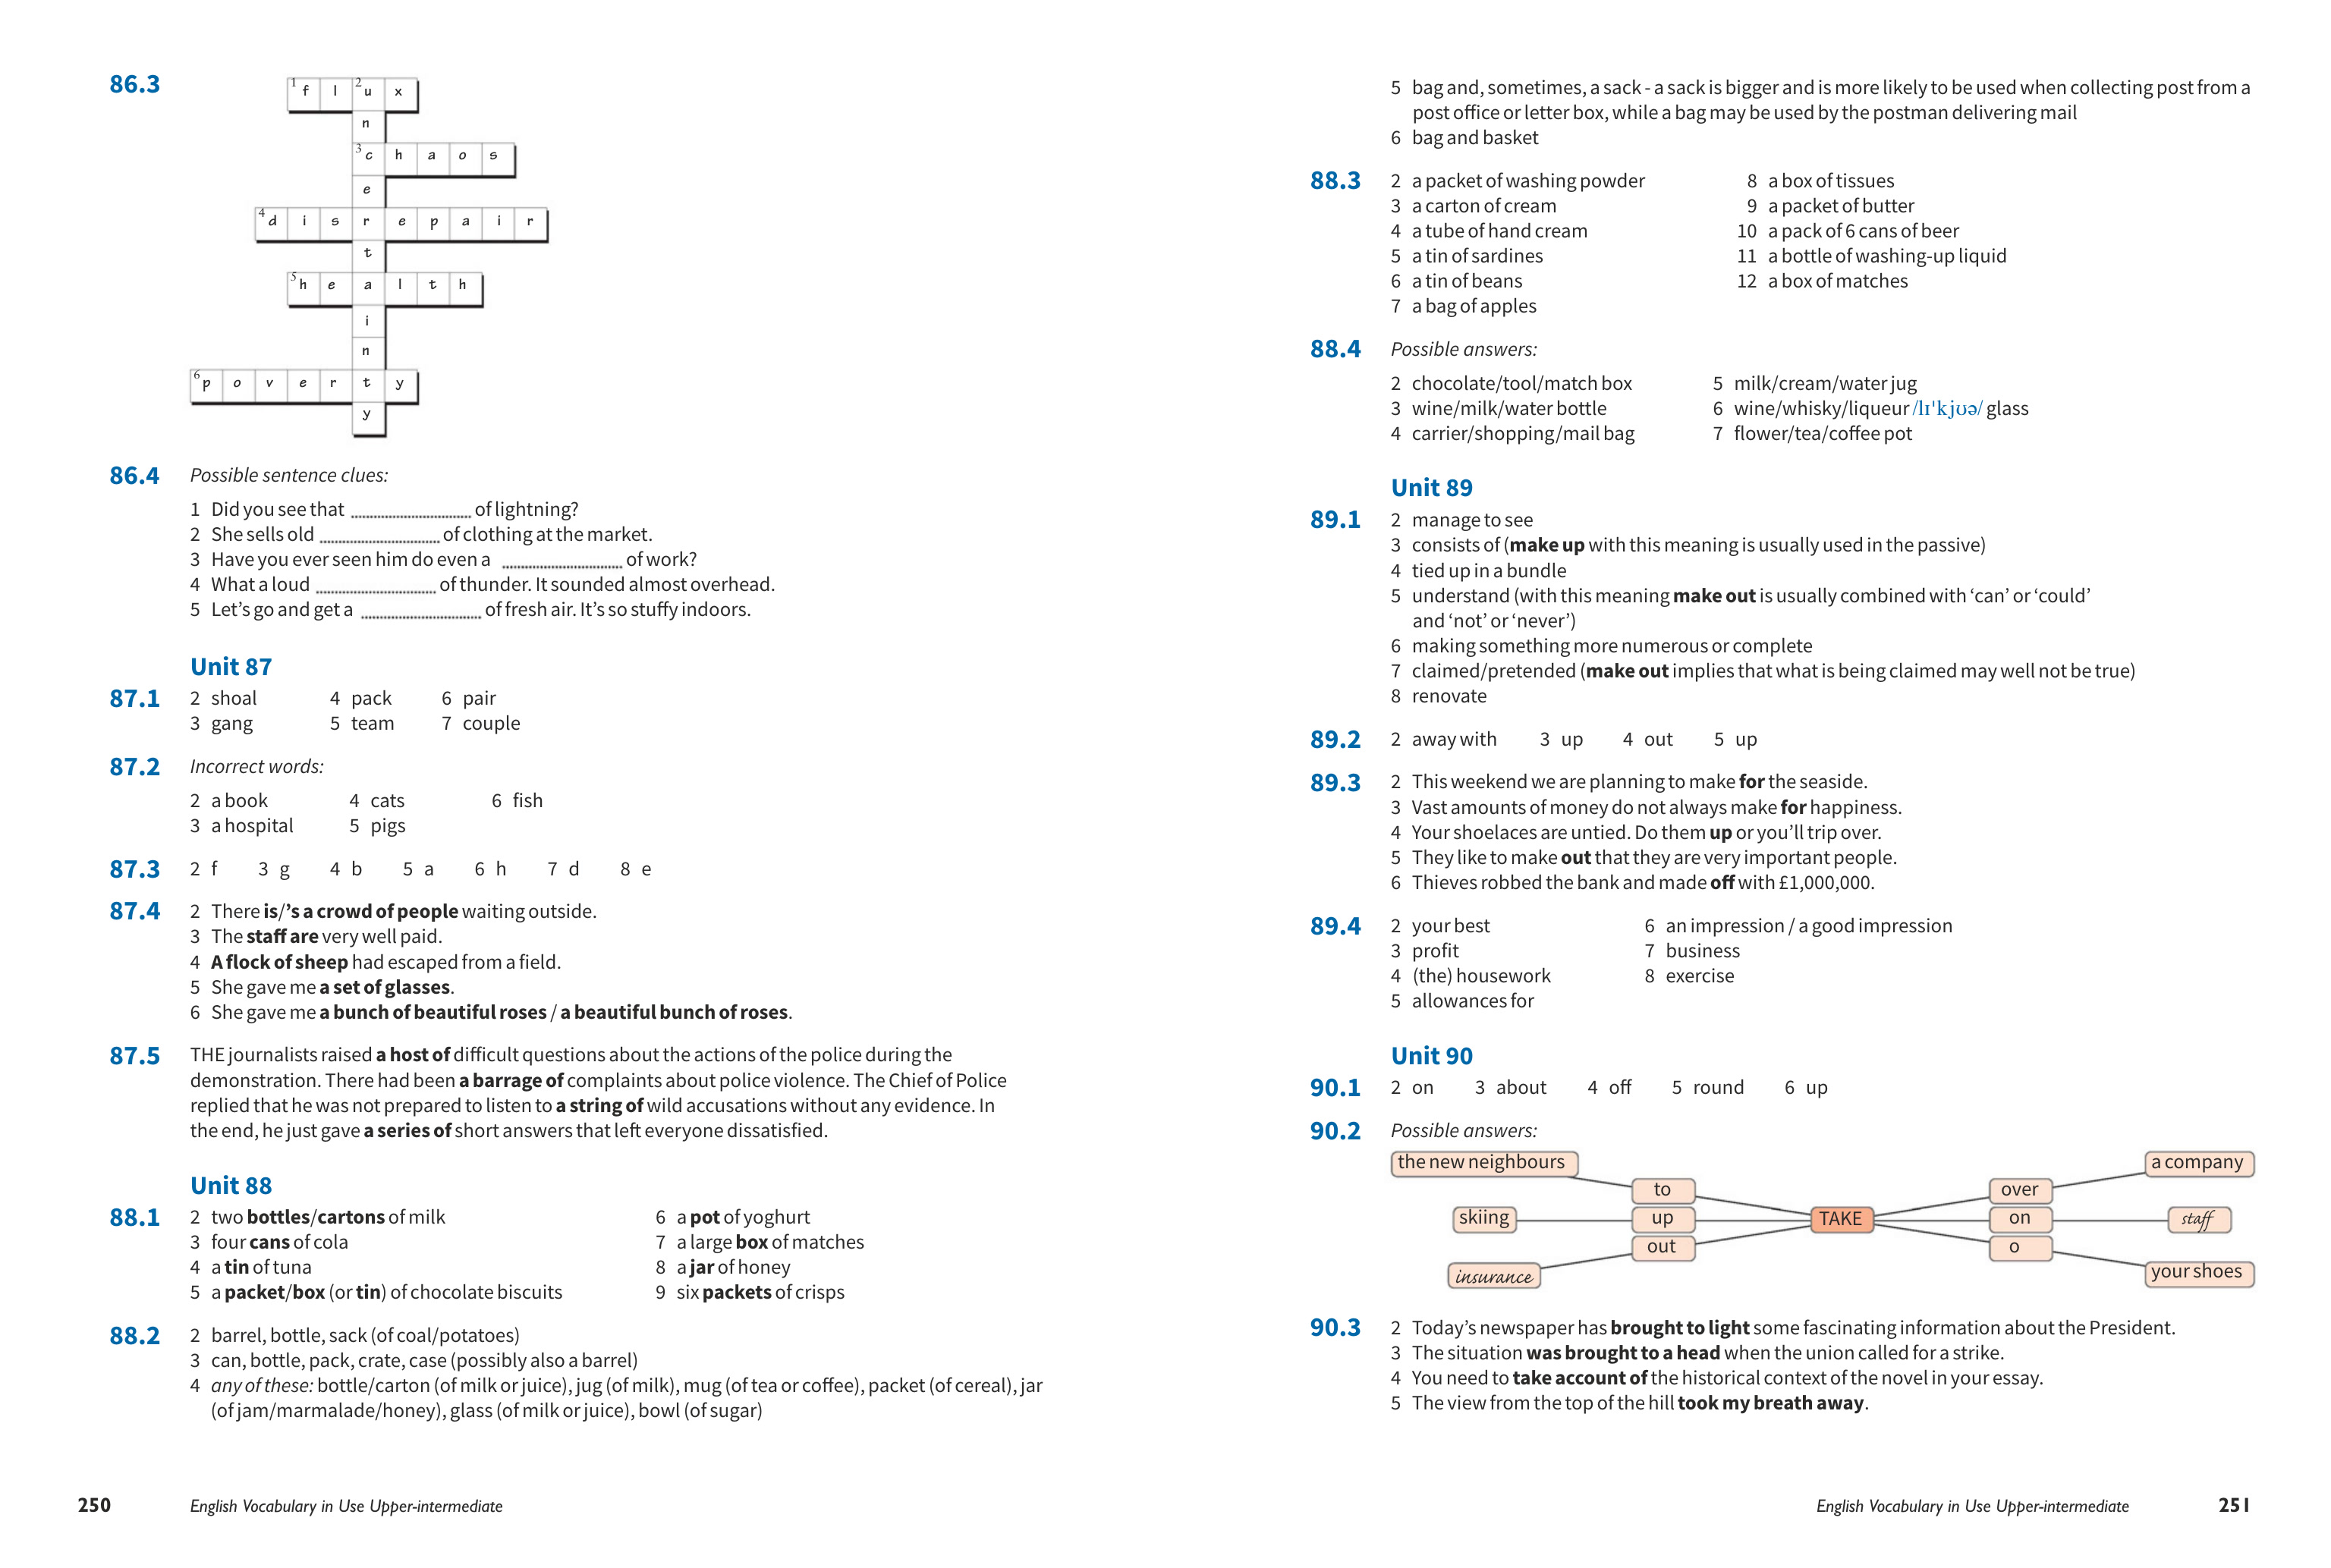 86.3
1 f l 2 u x
n
3 c h a o s
e
4 d i s r e p a i r
t
5 h e a l t h
i
n
6 p o v e r t y
y
86.4 Possible sentence clues:
1 Did you see that .............................. of lightning?
2 She sells old .............................. of clothing at the market.
3 Have you ever seen him do even a .............................. of work?
4 What a loud .............................. of thunder. It sounded almost overhead.
5 Let’s go and get a .............................. of fresh air. It’s so stuffy indoors.
Unit 87
87.1 2 shoal 4 pack 6 pair
3 gang 5 team 7 couple
87.2 Incorrect words:
2 a book 4 cats 6 fish
3 a hospital 5 pigs
87.3 2 f 3 g 4 b 5 a 6 h 7 d 8 e
87.4 2 There is/’s a crowd of people waiting outside.
3 The staff are very well paid.
4 A flock of sheep had escaped from a field.
5 She gave me a set of glasses.
6 She gave me a bunch of beautiful roses / a beautiful bunch of roses.
87.5 THE journalists raised a host of difficult questions about the actions of the police during the
demonstration. There had been a barrage of complaints about police violence. The Chief of Police
replied that he was not prepared to listen to a string of wild accusations without any evidence. In
the end, he just gave a series of short answers that left everyone dissatisfied.
Unit 88
88.1 2 two bottles/cartons of milk 6 a pot of yoghurt
3 four cans of cola 7 a large box of matches
4 a tin of tuna 8 a jar of honey
5 a packet/box (or tin) of chocolate biscuits 9 six packets of crisps
88.2 2 barrel, bottle, sack (of coal/potatoes)
3 can, bottle, pack, crate, case (possibly also a barrel)
4 any of these: bottle/carton (of milk or juice), jug (of milk), mug (of tea or coffee), packet (of cereal), jar
(of jam/marmalade/honey), glass (of milk or juice), bowl (of sugar)
250 English Vocabulary in Use Upper-intermediate
5 bag and, sometimes, a sack - a sack is bigger and is more likely to be used when collecting post from a
post office or letter box, while a bag may be used by the postman delivering mail
6 bag and basket
88.3 2 a packet of washing powder 8 a box of tissues
3 a carton of cream 9 a packet of butter
4 a tube of hand cream 10 a pack of 6 cans of beer
5 a tin of sardines 11 a bottle of washing-up liquid
6 a tin of beans 12 a box of matches
7 a bag of apples
88.4 Possible answers:
2 chocolate/tool/match box 5 milk/cream/water jug
3 wine/milk/water bottle 6 wine/whisky/liqueur /lɪˈkjʊə/ glass
4 carrier/shopping/mail bag 7 flower/tea/coffee pot
Unit 89
89.1 2 manage to see
3 consists of (make up with this meaning is usually used in the passive)
4 tied up in a bundle
5 understand (with this meaning make out is usually combined with ‘can’ or ‘could’
and ‘not’ or ‘never’)
6 making something more numerous or complete
7 claimed/pretended (make out implies that what is being claimed may well not be true)
8 renovate
89.2 2 away with 3 up 4 out 5 up
89.3 2 This weekend we are planning to make for the seaside.
3 Vast amounts of money do not always make for happiness.
4 Your shoelaces are untied. Do them up or you’ll trip over.
5 They like to make out that they are very important people.
6 Thieves robbed the bank and made off with £1,000,000.
89.4 2 your best 6 an impression / a good impression
3 profit 7 business
4 (the) housework 8 exercise
5 allowances for
Unit 90
90.1 2 on 3 about 4 off 5 round 6 up
90.2 Possible answers:
the new neighbours a company
to over
skiing up TAKE on staff
out o
insurance your shoes
90.3 2 Today’s newspaper has brought to light some fascinating information about the President.
3 The situation was brought to a head when the union called for a strike.
4 You need to take account of the historical context of the novel in your essay.
5 The view from the top of the hill took my breath away.
English Vocabulary in Use Upper-intermediate 251